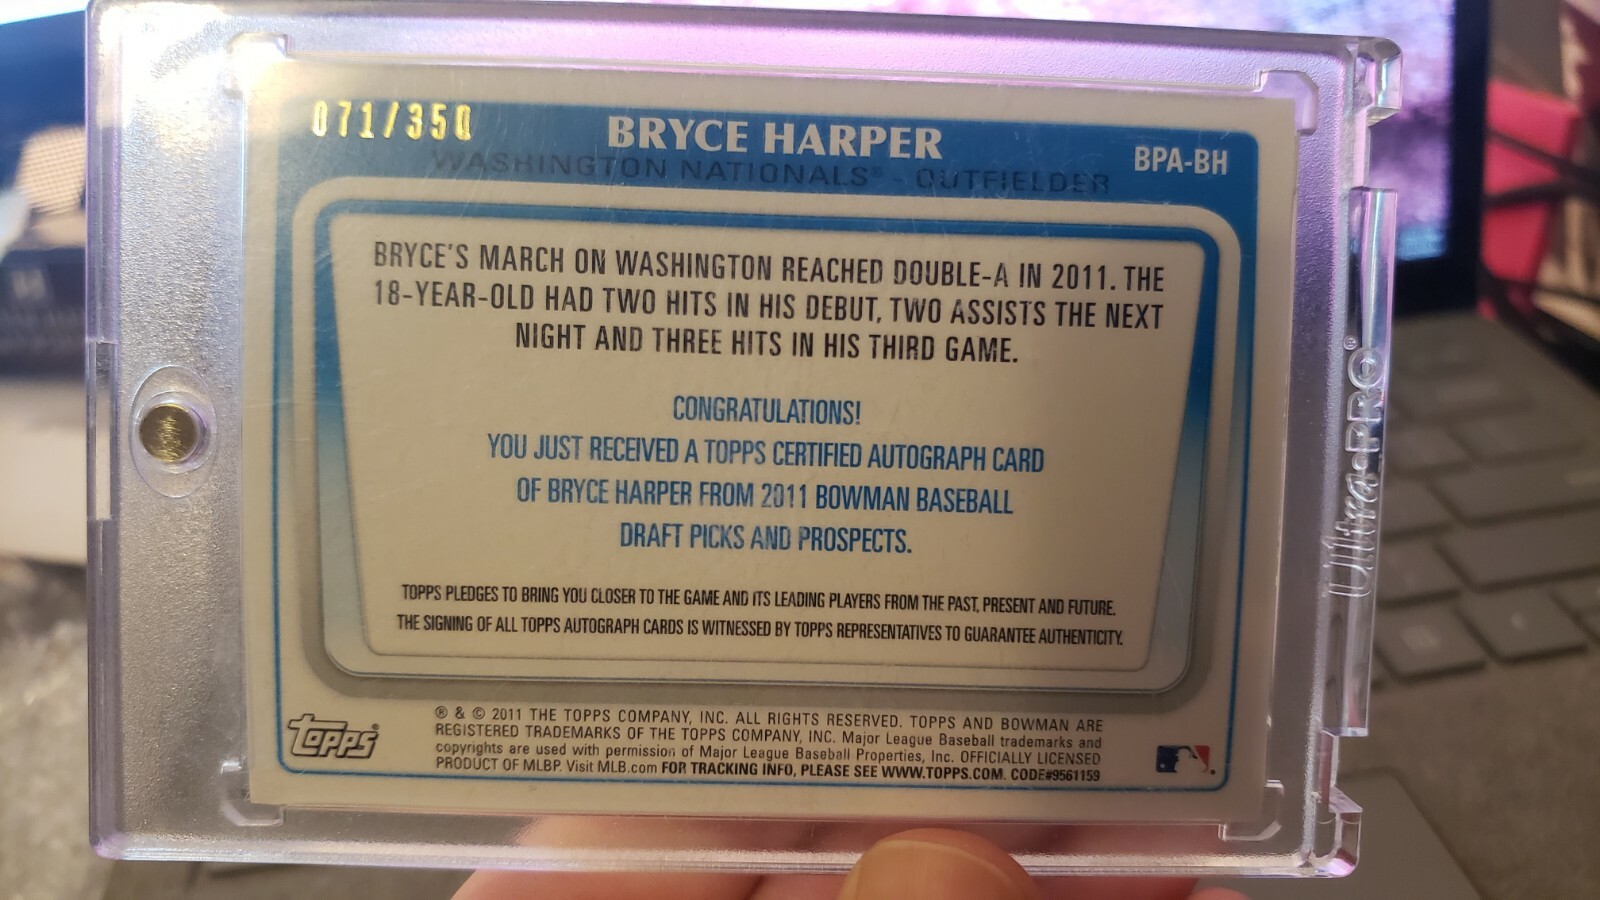 071/350
BRYCE HARPER
BPA-BH
WASHINGTON NATIONALS® - OUTFIELDER
BRYCE'S MARCH ON WASHINGTON REACHED DOUBLE-A IN 2011. THE
18-YEAR-OLD HAD TWO HITS IN HIS DEBUT, TWO ASSISTS THE NEXT
NIGHT AND THREE HITS IN HIS THIRD GAME.
CONGRATULATIONS!
YOU JUST RECEIVED A TOPPS CERTIFIED AUTOGRAPH CARD
OF BRYCE HARPER FROM 2011 BOWMAN BASEBALL
DRAFT PICKS AND PROSPECTS.
TOPPS PLEDGES TO BRING YOU CLOSER TO THE GAME AND ITS LEADING PLAYERS FROM THE PAST, PRESENT AND FUTURE.
THE SIGNING OF ALL TOPPS AUTOGRAPH CARDS IS WITNESSED BY TOPPS REPRESENTATIVES TO GUARANTEE AUTHENTICITY.
topps®
® & © 2011 THE TOPPS COMPANY, INC. ALL RIGHTS RESERVED. TOPPS AND BOWMAN ARE
REGISTERED TRADEMARKS OF THE TOPPS COMPANY, INC. Major League Baseball trademarks and
copyrights are used with permission of Major League Baseball Properties, Inc. OFFICIALLY LICENSED
PRODUCT OF MLBP. Visit MLB.com FOR TRACKING INFO, PLEASE SEE WWW.TOPPS.COM. CODE#9561159
Ultra•PRO®